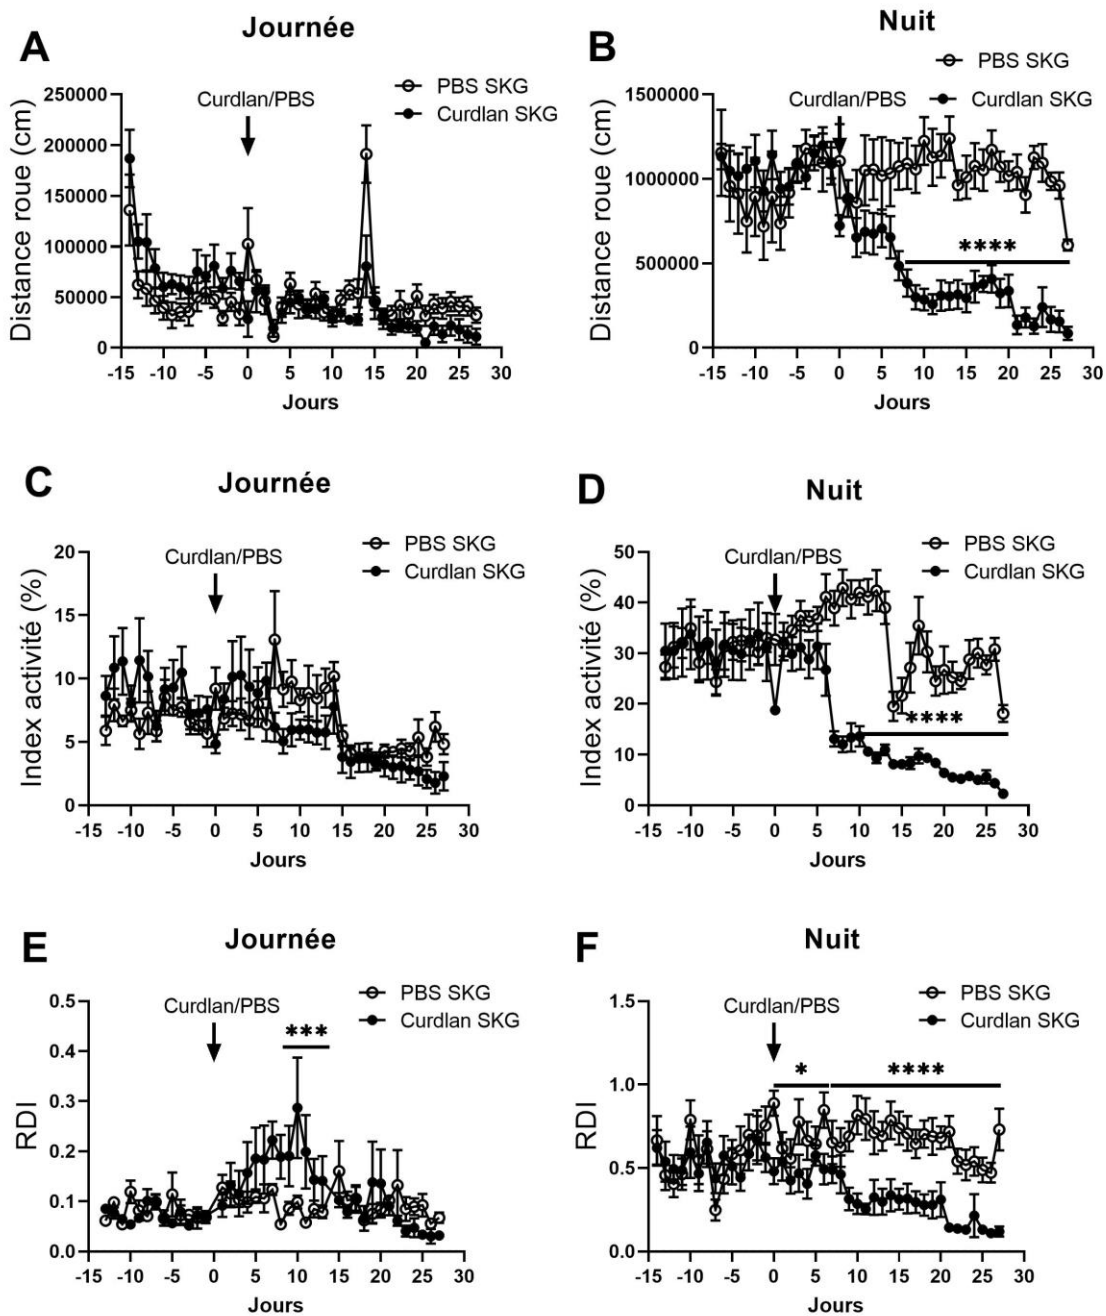 A
Journée
PBS SKG
Curdlan SKG
Curdlan/PBS
Distance roue (cm)
250000
200000
150000
100000
50000
0
-15 -10 -5 0 5 10 15 20 25 30
Jours
B
Nuit
PBS SKG
Curdlan SKG
Curdlan/PBS
Distance roue (cm)
1500000
1000000
500000
0
****
-15 -10 -5 0 5 10 15 20 25 30
Jours
C
Journée
PBS SKG
Curdlan SKG
Curdlan/PBS
Index activité (%)
20
15
10
5
0
-15 -10 -5 0 5 10 15 20 25 30
Jours
D
Nuit
PBS SKG
Curdlan SKG
Curdlan/PBS
Index activité (%)
50
40
30
20
10
0
****
-15 -10 -5 0 5 10 15 20 25 30
Jours
E
Journée
PBS SKG
Curdlan SKG
Curdlan/PBS
***
RDI
0.5
0.4
0.3
0.2
0.1
0.0
-15 -10 -5 0 5 10 15 20 25 30
Jours
F
Nuit
PBS SKG
Curdlan SKG
Curdlan/PBS
* ****
RDI
1.5
1.0
0.5
0.0
-15 -10 -5 0 5 10 15 20 25 30
Jours